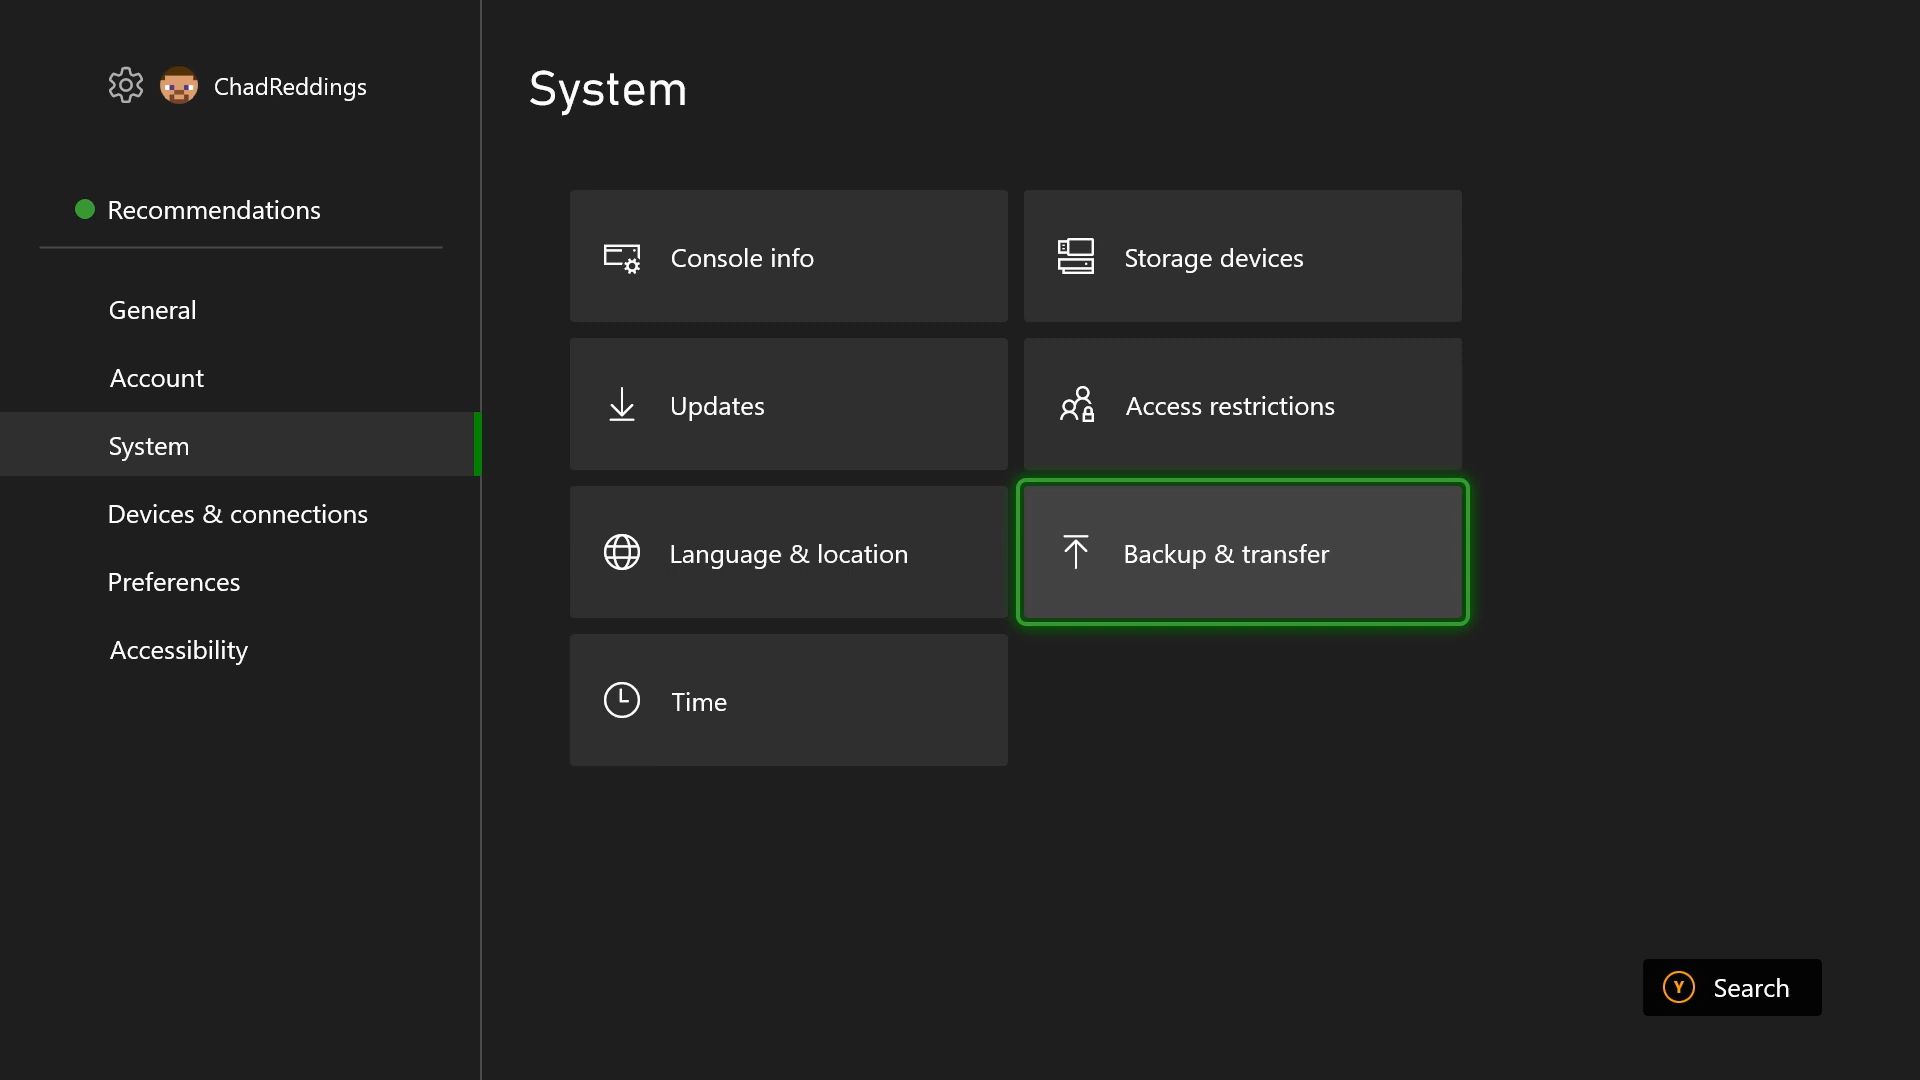 ChadReddings
Recommendations
General
Account
System
Devices & connections
Preferences
Accessibility
System
Console info
Storage devices
Updates
Access restrictions
Language & location
Backup & transfer
Time
Y Search